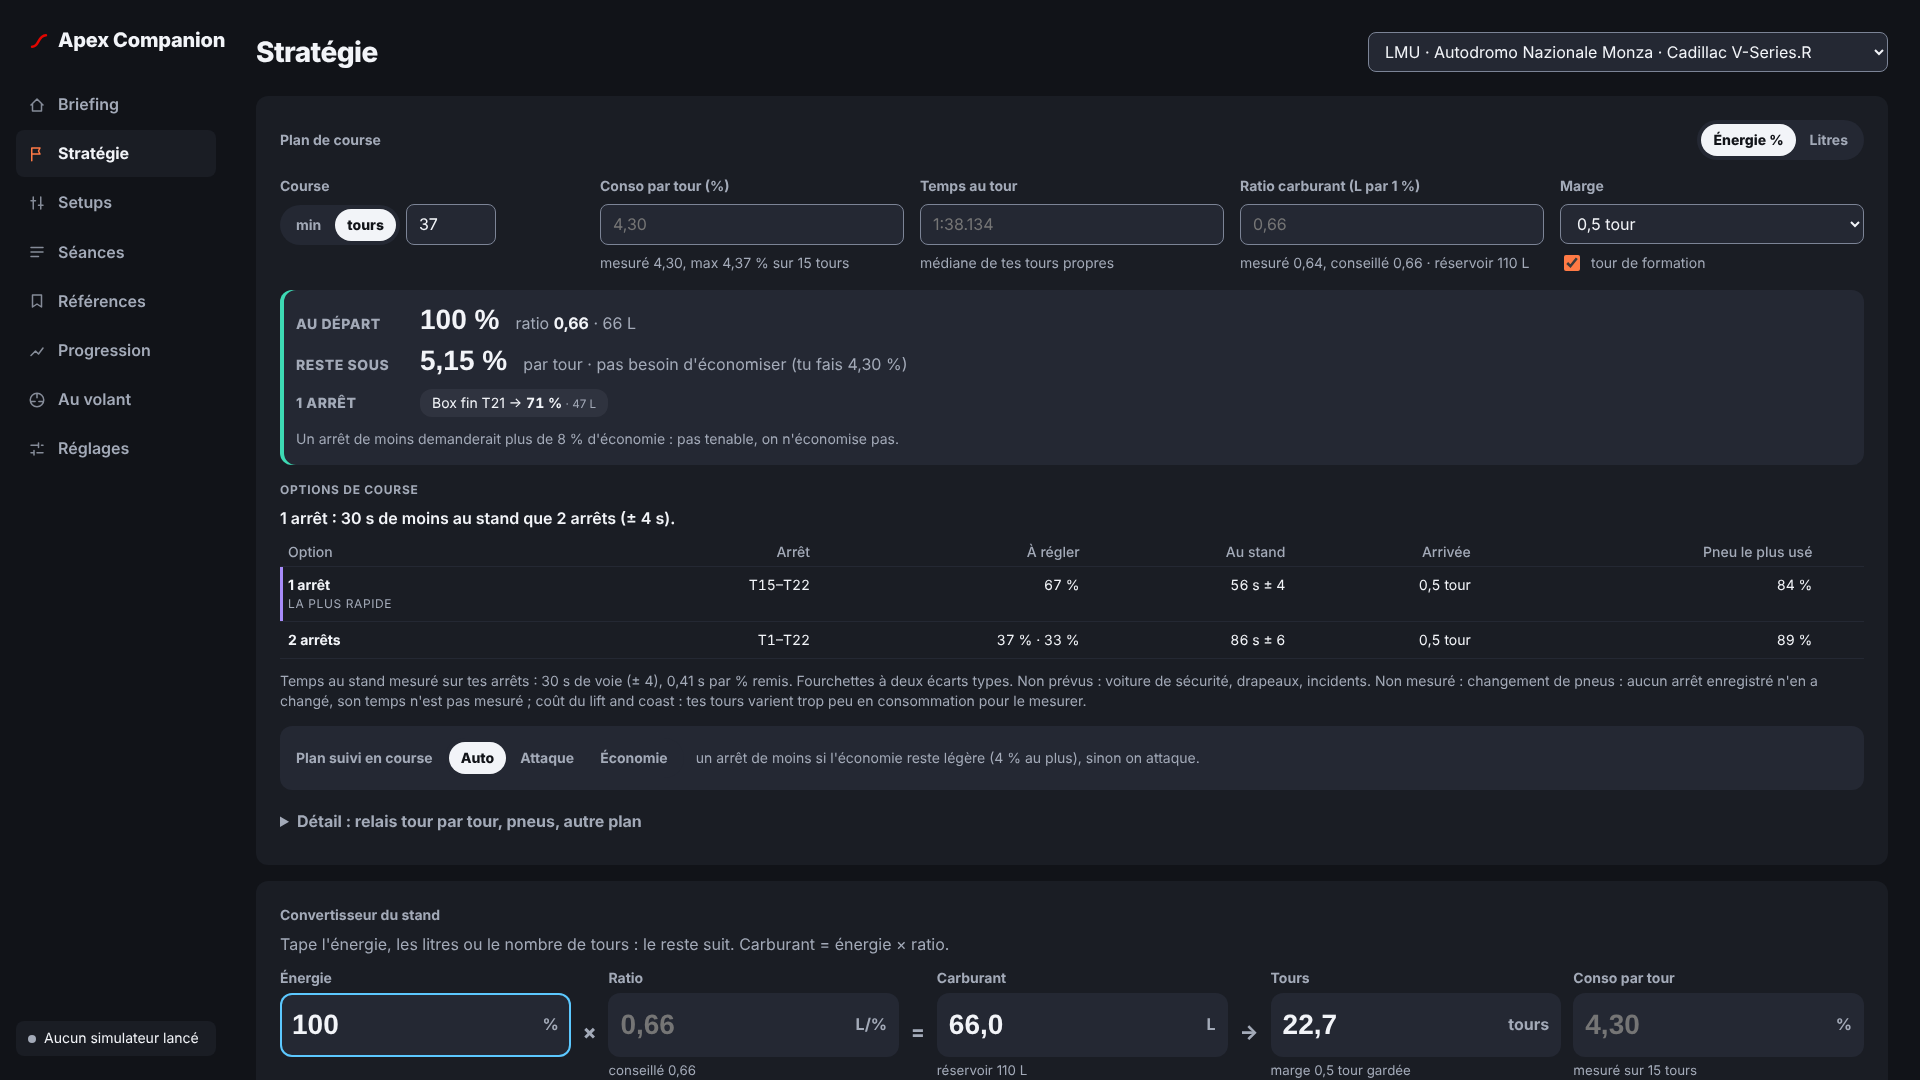 Apex Companion
Briefing
Stratégie
Setups
Séances
Références
Progression
Au volant
Réglages
Aucun simulateur lancé
Stratégie
LMU · Autodromo Nazionale Monza · Cadillac V-Series.R
Plan de course
Énergie % Litres
Course
min tours 37
Conso par tour (%)
4,30
mesuré 4,30, max 4,37 % sur 15 tours
Temps au tour
1:38.134
médiane de tes tours propres
Ratio carburant (L par 1 %)
0,66
mesuré 0,64, conseillé 0,66 · réservoir 110 L
Marge
0,5 tour
tour de formation
AU DÉPART 100 % ratio 0,66 · 66 L
RESTE SOUS 5,15 % par tour · pas besoin d'économiser (tu fais 4,30 %)
1 ARRÊT Box fin T21 → 71 % · 47 L
Un arrêt de moins demanderait plus de 8 % d'économie : pas tenable, on n'économise pas.
OPTIONS DE COURSE
1 arrêt : 30 s de moins au stand que 2 arrêts (± 4 s).
Option Arrêt À régler Au stand Arrivée Pneu le plus usé
1 arrêt T15–T22 67 % 56 s ± 4 0,5 tour 84 %
LA PLUS RAPIDE
2 arrêts T1–T22 37 % · 33 % 86 s ± 6 0,5 tour 89 %
Temps au stand mesuré sur tes arrêts : 30 s de voie (± 4), 0,41 s par % remis. Fourchettes à deux écarts types. Non prévus : voiture de sécurité, drapeaux, incidents. Non mesuré : changement de pneus : aucun arrêt enregistré n'en a
changé, son temps n'est pas mesuré ; coût du lift and coast : tes tours varient trop peu en consommation pour le mesurer.
Plan suivi en course Auto Attaque Économie un arrêt de moins si l'économie reste légère (4 % au plus), sinon on attaque.
▶ Détail : relais tour par tour, pneus, autre plan
Convertisseur du stand
Tape l'énergie, les litres ou le nombre de tours : le reste suit. Carburant = énergie × ratio.
Énergie Ratio Carburant Tours Conso par tour
100 % × 0,66 L/% = 66,0 L → 22,7 tours 4,30 %
conseillé 0,66 réservoir 110 L marge 0,5 tour gardée mesuré sur 15 tours